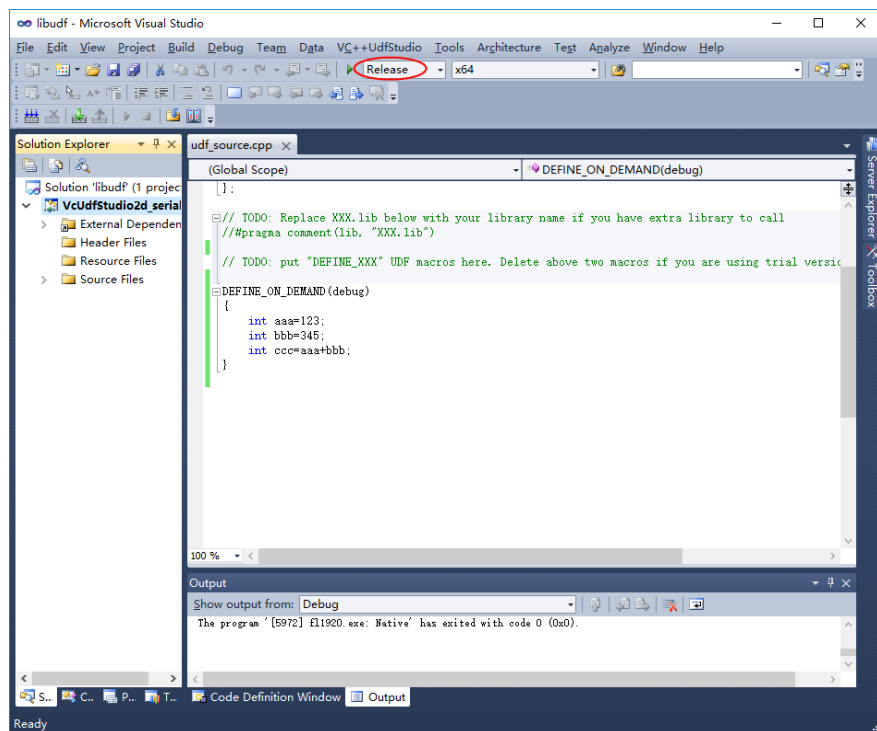 libudf - Microsoft Visual Studio
File Edit View Project Build Debug Team Data VC++UdfStudio Tools Architecture Test Analyze Window Help
Release x64
Solution Explorer
udf_source.cpp
(Global Scope) DEFINE_ON_DEMAND(debug)
Solution 'libudf' (1 projec
VcUdfStudio2d_serial
External Dependen
Header Files
Resource Files
Source Files
};
// TODO: Replace XXX.lib below with your library name if you have extra library to call
//#pragma comment(lib, "XXX.lib")
// TODO: put "DEFINE_XXX" UDF macros here. Delete above two macros if you are using trial versio
DEFINE_ON_DEMAND(debug)
{
int aaa=123;
int bbb=345;
int ccc=aaa+bbb;
}
Server Explorer
Toolbox
100 %
Output
Show output from: Debug
The program '[5972] fl1920.exe: Native' has exited with code 0 (0x0).
S... C... P... T...
Code Definition Window Output
Ready